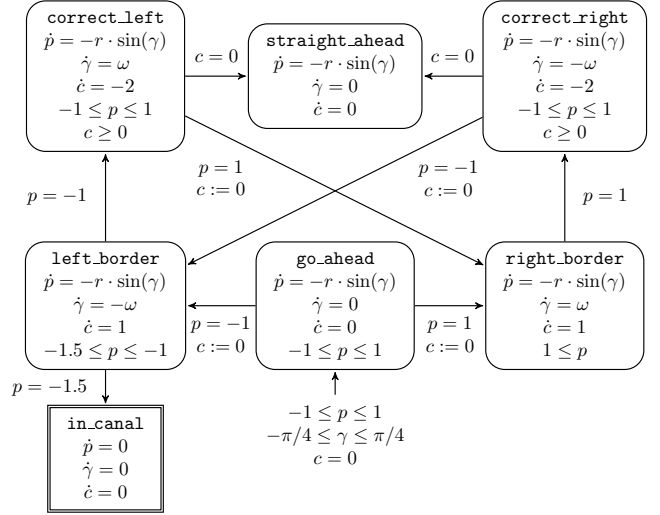 correct_left
ṗ = −r · sin(γ)
γ̇ = ω
ċ = −2
−1 ≤ p ≤ 1
c ≥ 0
c = 0
straight_ahead
ṗ = −r · sin(γ)
γ̇ = 0
ċ = 0
c = 0
correct_right
ṗ = −r · sin(γ)
γ̇ = −ω
ċ = −2
−1 ≤ p ≤ 1
c ≥ 0
p = −1
p = 1
c := 0
p = −1
c := 0
p = 1
left_border
ṗ = −r · sin(γ)
γ̇ = −ω
ċ = 1
−1.5 ≤ p ≤ −1
p = −1
c := 0
go_ahead
ṗ = −r · sin(γ)
γ̇ = 0
ċ = 0
−1 ≤ p ≤ 1
p = 1
c := 0
right_border
ṗ = −r · sin(γ)
γ̇ = ω
ċ = 1
1 ≤ p
p = −1.5
in_canal
ṗ = 0
γ̇ = 0
ċ = 0
−1 ≤ p ≤ 1
−π/4 ≤ γ ≤ π/4
c = 0